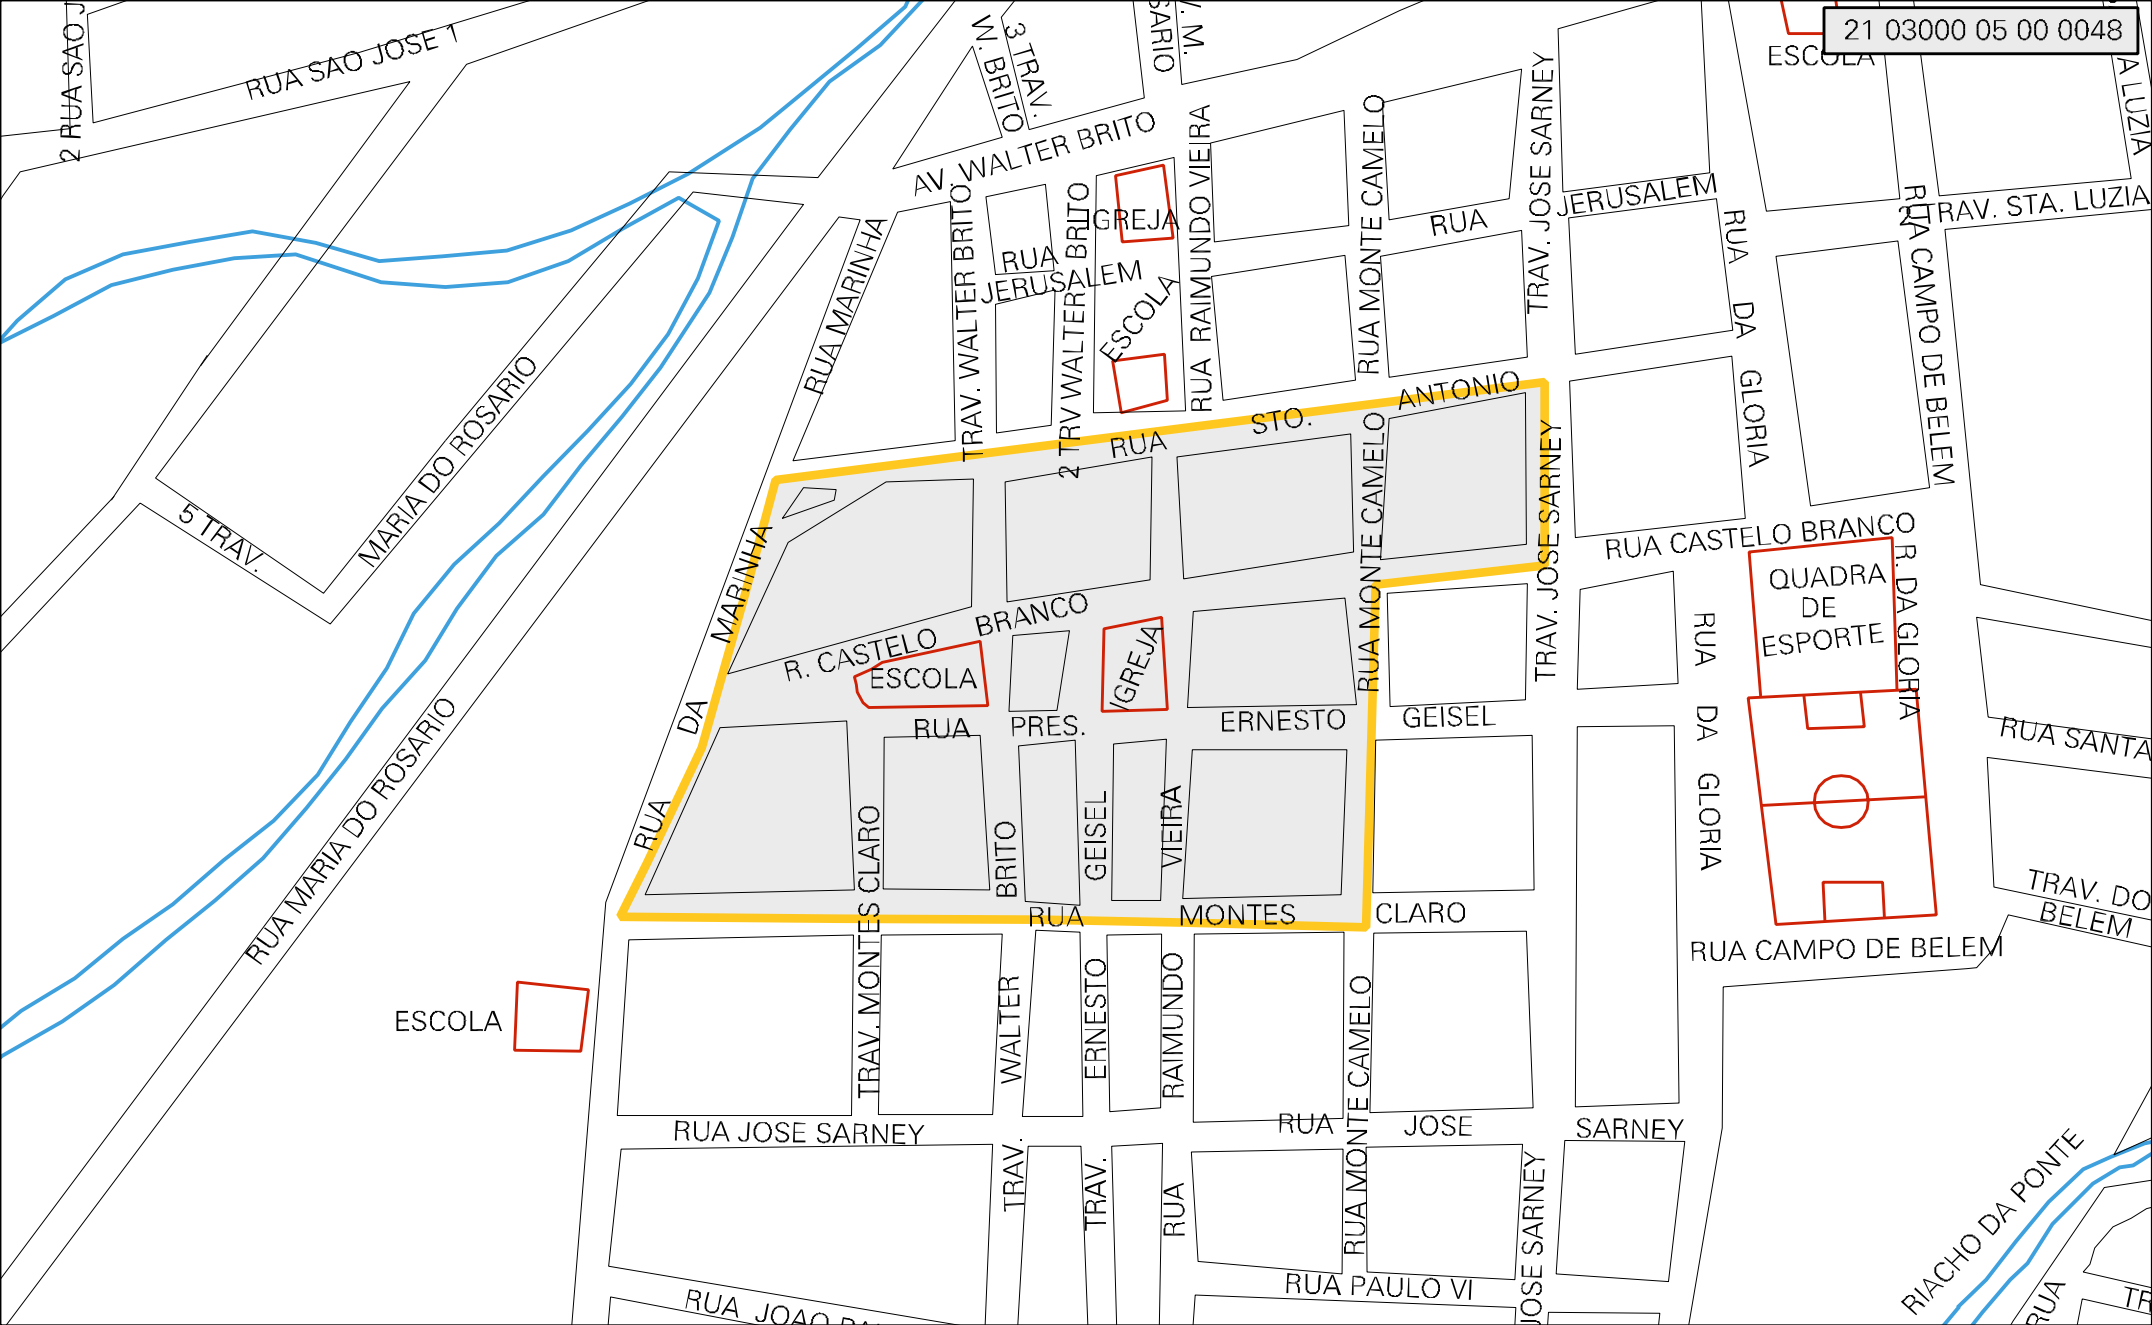 21 03000 05 00 0048
ESCOLA
2 RUA SAO J
RUA SAO JOSE 1
W. BRITO
3 TRAV.
SARIO
. M.
AV. WALTER BRITO
TRAV. JOSE SARNEY
RUA MONTE CAMELO
RUA RAIMUNDO VIEIRA
A LUZIA
2 TRAV. STA. LUZIA
RUA JERUSALEM
IGREJA
RUA
JERUSALEM
ESCOLA
RUA MARINHA
TRAV. WALTER BRITO
2 TRV WALTER BRITO
RUA DA GLORIA
RUA CAMPO DE BELEM
MARIA DO ROSARIO
5 TRAV.
RUA STO. ANTONIO
RUA MONTE CAMELO
TRAV. JOSE SARNEY
RUA CASTELO BRANCO
QUADRA
DE
ESPORTE
R. DA GLORIA
RUA DA MARINHA
R. CASTELO BRANCO
ESCOLA
IGREJA
RUA PRES. ERNESTO GEISEL
RUA DA GLORIA
RUA SANTA
RUA MARIA DO ROSARIO
TRAV. MONTES CLARO
TRAV. WALTER BRITO
TRAV. ERNESTO GEISEL
RUA RAIMUNDO VIEIRA
RUA MONTES CLARO
TRAV. DO
BELEM
RUA CAMPO DE BELEM
ESCOLA
RUA MONTE CAMELO
RUA JOSE SARNEY
RUA JOSE SARNEY
JOSE SARNEY
RUA PAULO VI
RUA JOAO
RIACHO DA PONTE
RUA
TR